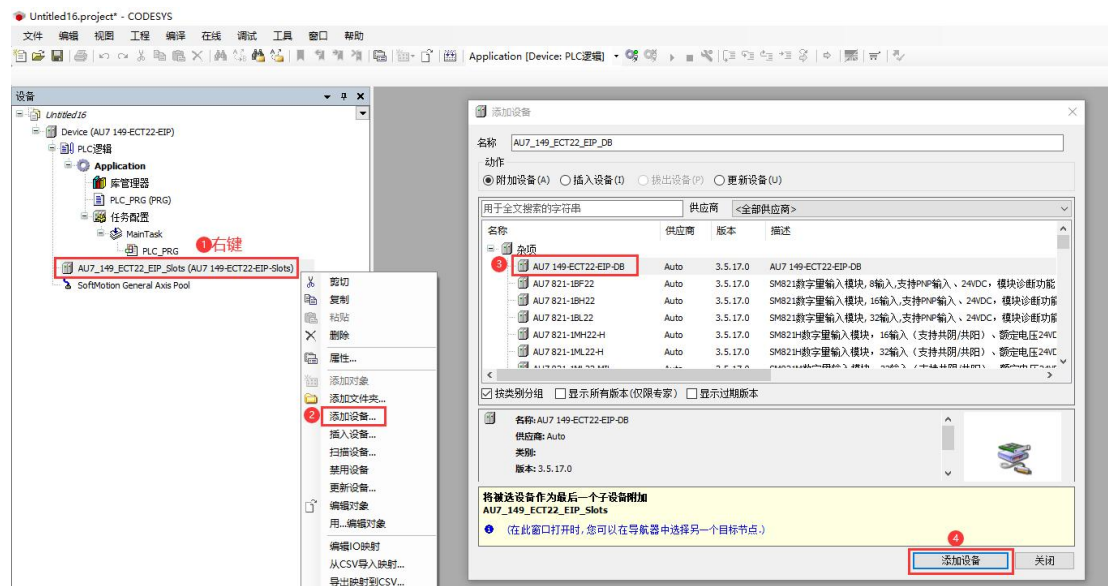 Untitled16.project* - CODESYS
文件 编辑 视图 工程 编译 在线 调试 工具 窗口 帮助
Application [Device: PLC逻辑]
设备
Untitled16
Device (AU7 149-ECT22-EIP)
PLC逻辑
Application
库管理器
PLC_PRG (PRG)
任务配置
MainTask
PLC_PRG
1右键
AU7_149_ECT22_EIP_Slots (AU7 149-ECT22-EIP-Slots)
SoftMotion General Axis Pool
剪切
复制
粘贴
删除
属性...
添加对象
添加文件夹...
2 添加设备...
插入设备...
扫描设备...
禁用设备
更新设备...
编辑对象
用...编辑对象
编辑IO映射
从CSV导入映射...
导出映射到CSV...
添加设备
名称 AU7_149_ECT22_EIP_DB
动作
附加设备(A) 插入设备(I) 拔出设备(P) 更新设备(U)
用于全文搜索的字符串 供应商 <全部供应商>
名称 供应商 版本 描述
杂项
3 AU7 149-ECT22-EIP-DB Auto 3.5.17.0 AU7 149-ECT22-EIP-DB
AU7 821-1BF22 Auto 3.5.17.0 SM821数字量输入模块, 8输入,支持PNP输入、24VDC，模块诊断功能
AU7 821-1BH22 Auto 3.5.17.0 SM821数字量输入模块, 16输入,支持PNP输入、24VDC，模块诊断功
AU7 821-1BL22 Auto 3.5.17.0 SM821数字量输入模块, 32输入,支持PNP输入、24VDC，模块诊断功
AU7 821-1MH22-H Auto 3.5.17.0 SM821H数字量输入模块，16输入（支持共阴/共阳）、额定电压24VD
AU7 821-1ML22-H Auto 3.5.17.0 SM821H数字量输入模块，32输入（支持共阴/共阳）、额定电压24VD
按类别分组 显示所有版本(仅限专家) 显示过期版本
名称: AU7 149-ECT22-EIP-DB
供应商: Auto
类别:
版本: 3.5.17.0
将被选设备作为最后一个子设备附加
AU7_149_ECT22_EIP_Slots
(在此窗口打开时, 您可以在导航器中选择另一个目标节点.)
4
添加设备 关闭